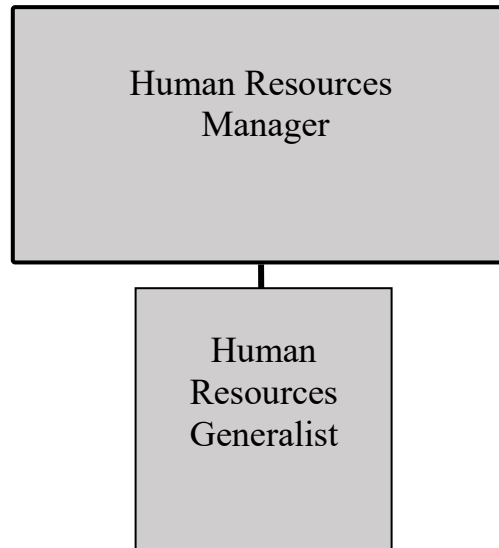 Human Resources
Manager
Human
Resources
Generalist